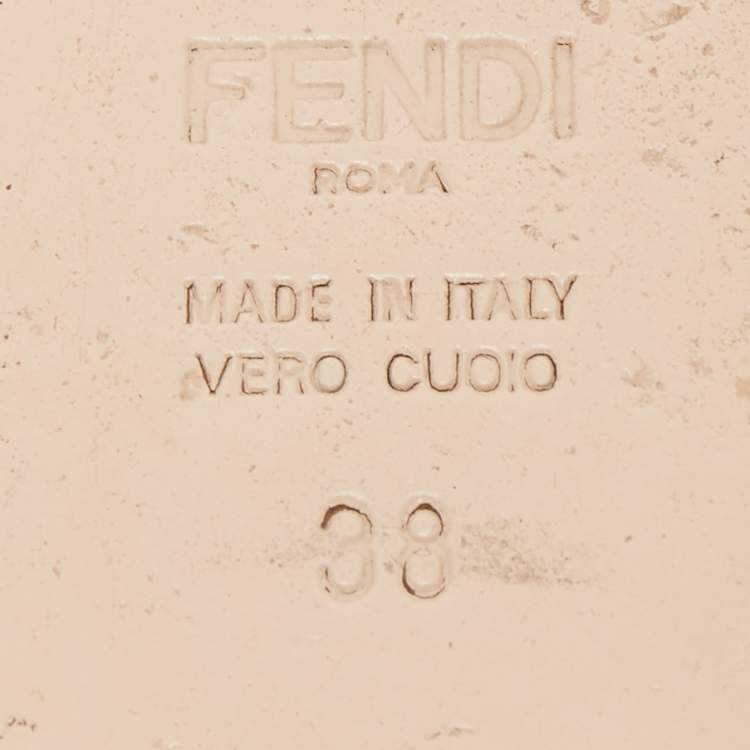 FENDI
ROMA
MADE IN ITALY
VERO CUOIO
38